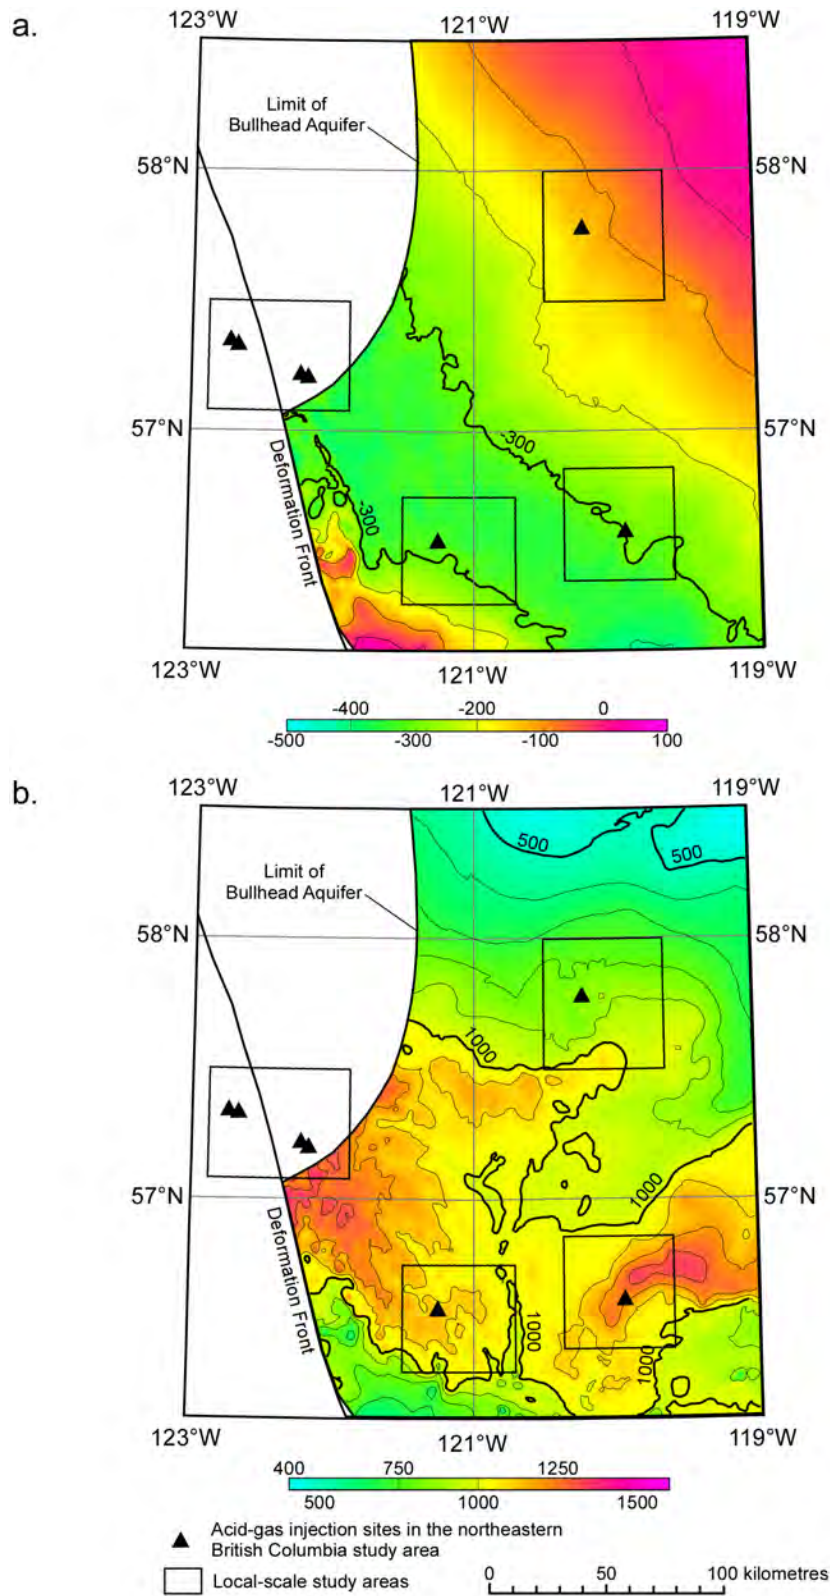 a.
123°W
121°W
119°W
Limit of
Bullhead Aquifer
58°N
58°N
57°N
57°N
-300
-300
Deformation Front
123°W
121°W
119°W
-400
-200
0
-500
-300
-100
100
b.
123°W
121°W
119°W
500
500
Limit of
Bullhead Aquifer
58°N
58°N
1000
57°N
57°N
1000
Deformation Front
1000
1000
123°W
121°W
119°W
400
750
1250
500
1000
1500
Acid-gas injection sites in the northeastern
British Columbia study area
Local-scale study areas
0
50
100 kilometres